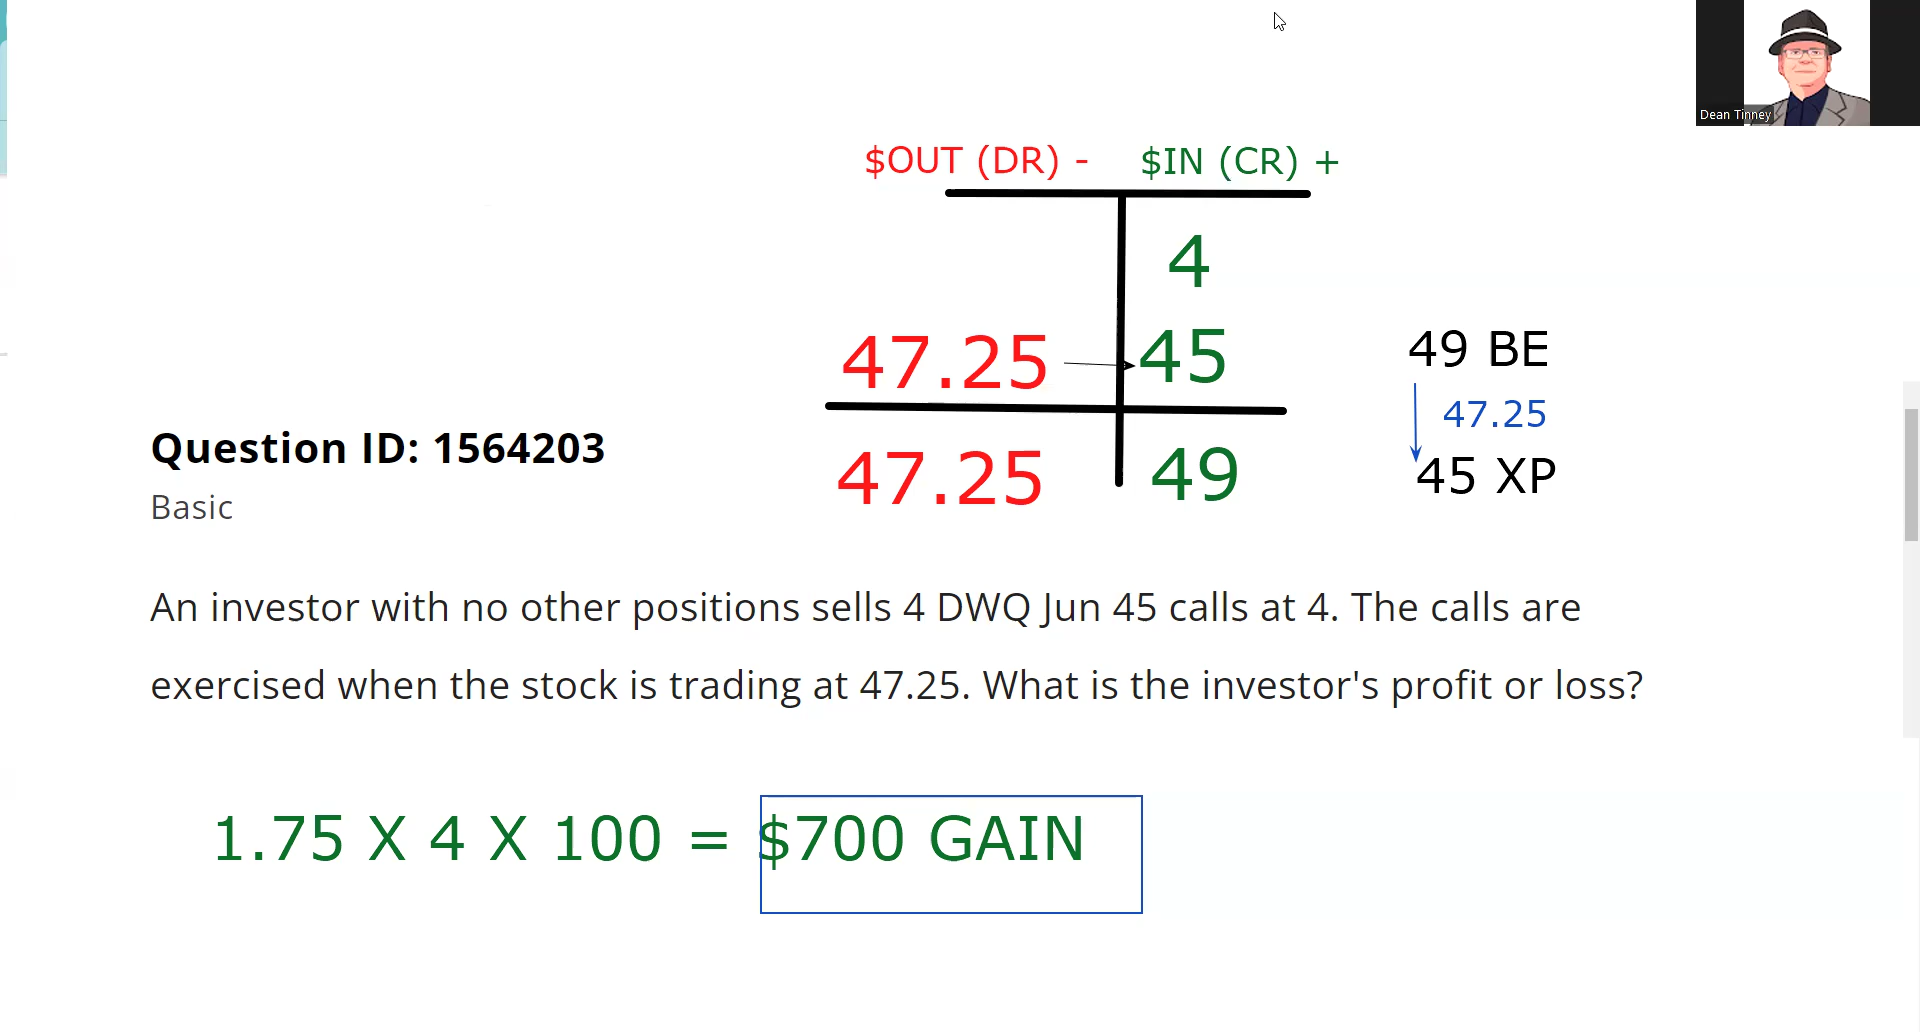 Dean Tinney
$OUT (DR) - $IN (CR) +
4
47.25 45
47.25 49
49 BE
47.25
45 XP
Question ID: 1564203
Basic
An investor with no other positions sells 4 DWQ Jun 45 calls at 4. The calls are
exercised when the stock is trading at 47.25. What is the investor's profit or loss?
1.75 X 4 X 100 = $700 GAIN